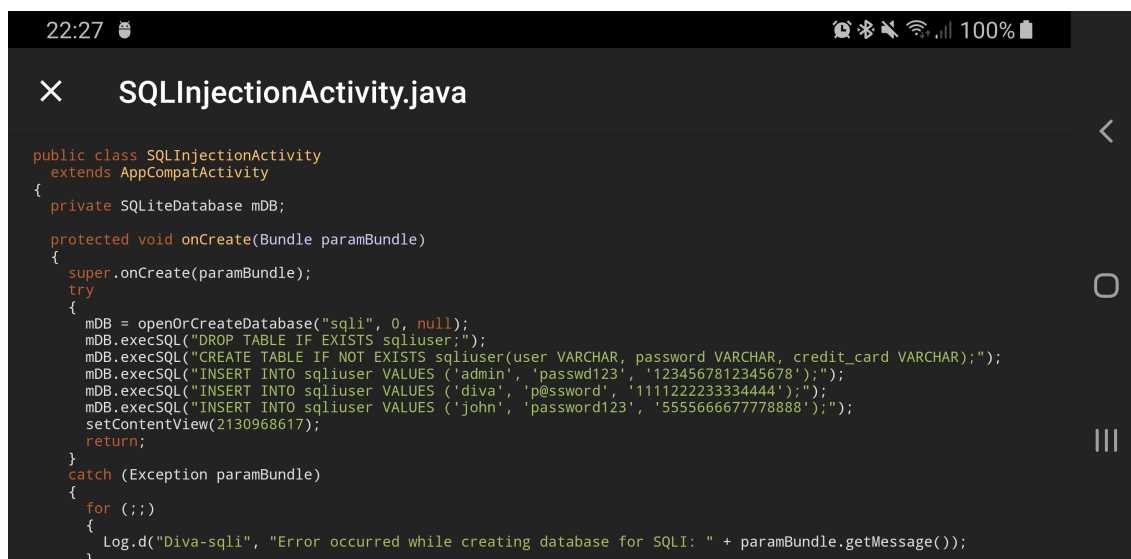 22:27 100%
SQLInjectionActivity.java
public class SQLInjectionActivity
extends AppCompatActivity
{
private SQLiteDatabase mDB;
protected void onCreate(Bundle paramBundle)
{
super.onCreate(paramBundle);
try
{
mDB = openOrCreateDatabase("sqli", 0, null);
mDB.execSQL("DROP TABLE IF EXISTS sqliuser;");
mDB.execSQL("CREATE TABLE IF NOT EXISTS sqliuser(user VARCHAR, password VARCHAR, credit_card VARCHAR);");
mDB.execSQL("INSERT INTO sqliuser VALUES ('admin', 'passwd123', '1234567812345678');");
mDB.execSQL("INSERT INTO sqliuser VALUES ('diva', 'p@ssword', '1111222233334444');");
mDB.execSQL("INSERT INTO sqliuser VALUES ('john', 'password123', '5555666677778888');");
setContentView(2130968617);
return;
}
catch (Exception paramBundle)
{
for (;;)
{
Log.d("Diva-sqli", "Error occurred while creating database for SQLI: " + paramBundle.getMessage());
}